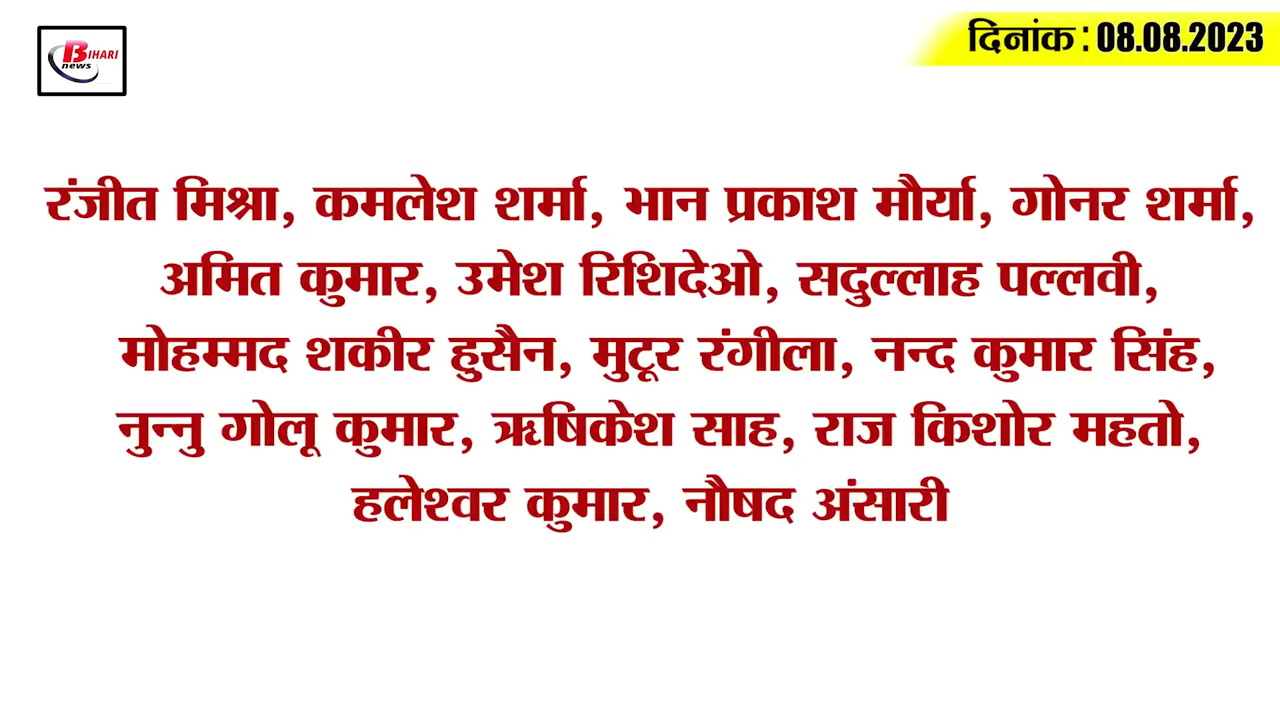 BIHARI
news
दिनांक : 08.08.2023
रंजीत मिश्रा, कमलेश शर्मा, भान प्रकाश मौर्या, गोनर शर्मा,
अमित कुमार, उमेश रिशिदेओ, सदुल्लाह पल्लवी,
मोहम्मद शकीर हुसैन, मुटूर रंगीला, नन्द कुमार सिंह,
नुन्नु गोलू कुमार, ऋषिकेश साह, राज किशोर महतो,
हलेश्वर कुमार, नौषद अंसारी